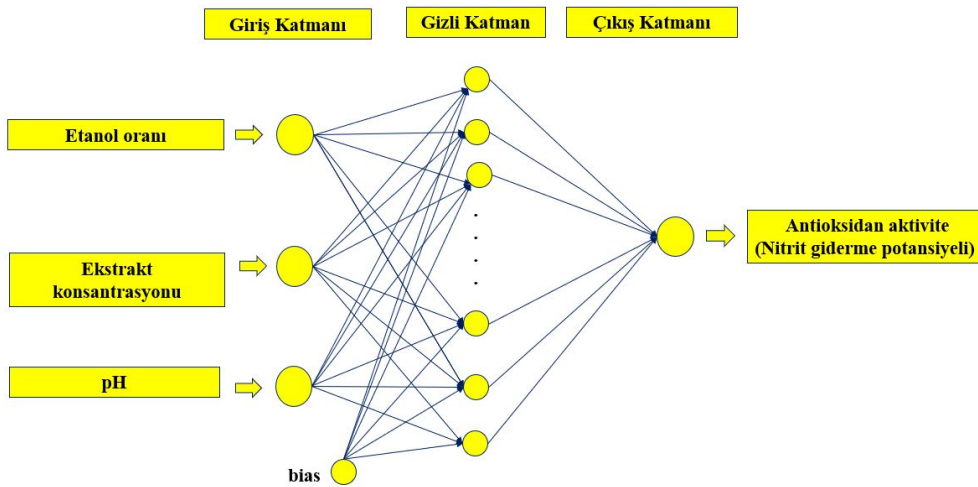 Giriş Katmanı
Gizli Katman
Çıkış Katmanı
Etanol oranı
Ekstrakt
konsantrasyonu
pH
bias
Antioksidan aktivite
(Nitrit giderme potansiyeli)